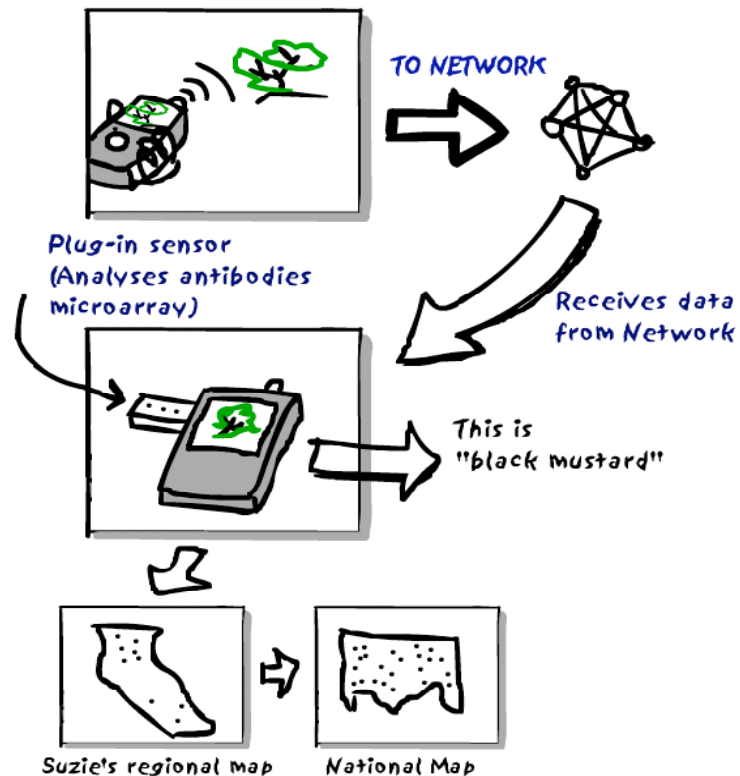 TO NETWORK
Plug-in sensor
(Analyses antibodies
microarray)
Receives data
from Network
This is
"black mustard"
Suzie's regional map
National Map